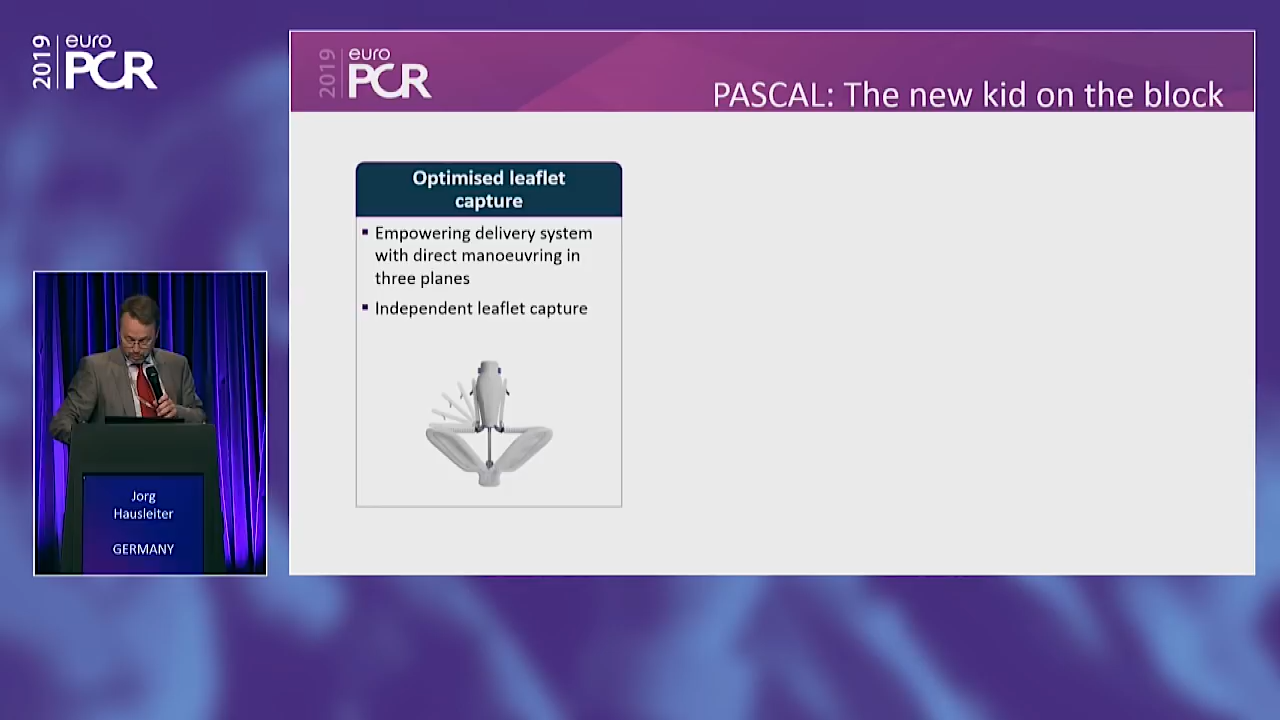 2019
euro
PCR
2019
euro
PCR
PASCAL: The new kid on the block
Optimised leaflet
capture
▪ Empowering delivery system
with direct manoeuvring in
three planes
▪ Independent leaflet capture
Jorg
Hausleiter
GERMANY